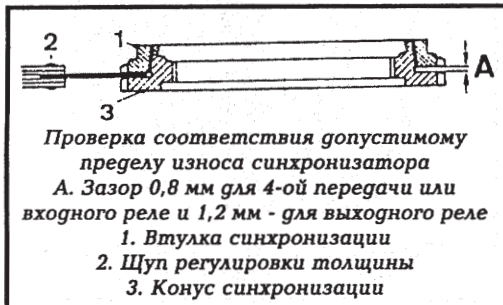 2
1
A
3
Проверка соответствия допустимому
пределу износа синхронизатора
А. Зазор 0,8 мм для 4-ой передачи или
входного реле и 1,2 мм - для выходного реле
1. Втулка синхронизации
2. Щуп регулировки толщины
3. Конус синхронизации